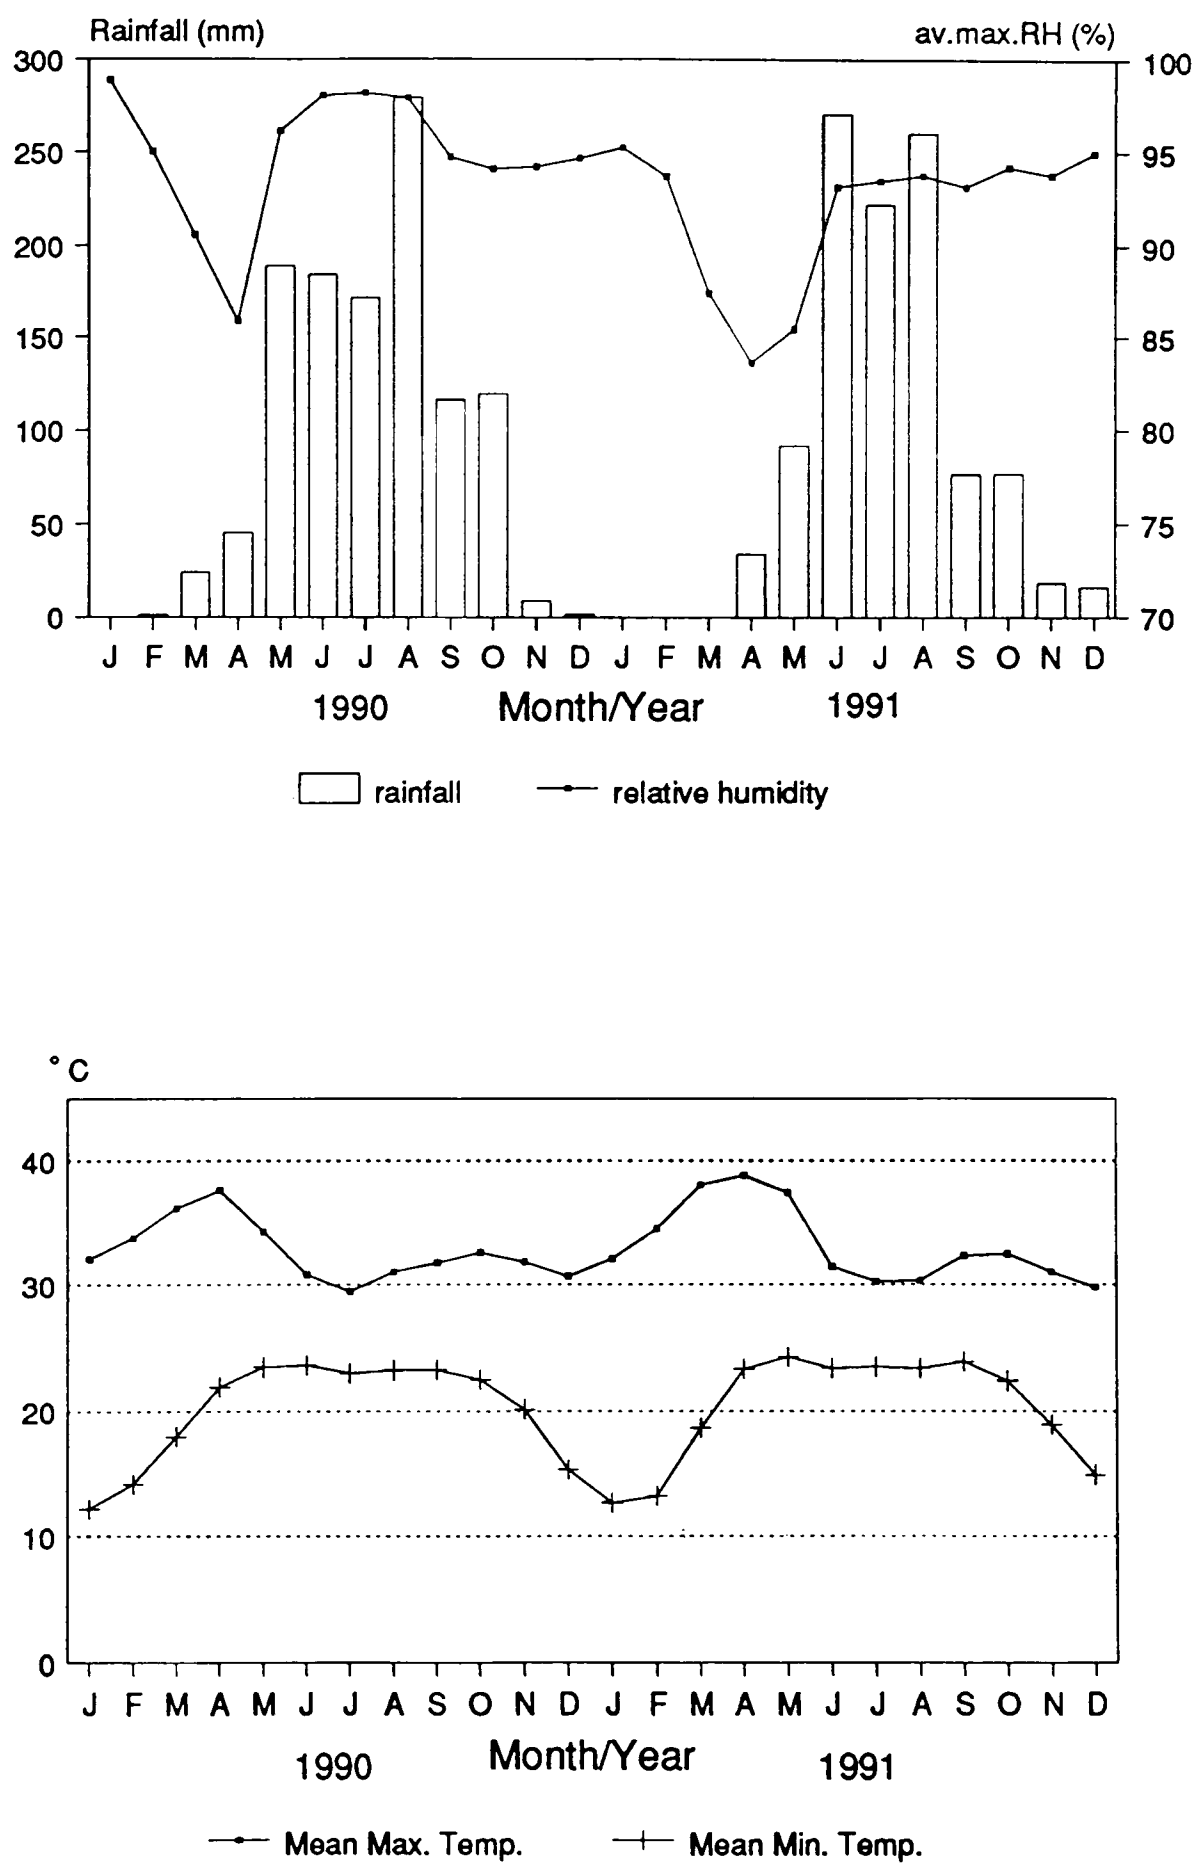 Rainfall (mm) av.max.RH (%)
300 100
250 95
200 90
150 85
100 80
50 75
0 70
J F M A M J J A S O N D J F M A M J J A S O N D
1990 Month/Year 1991
rainfall relative humidity
°C
40
30
20
10
0
J F M A M J J A S O N D J F M A M J J A S O N D
1990 Month/Year 1991
Mean Max. Temp. Mean Min. Temp.